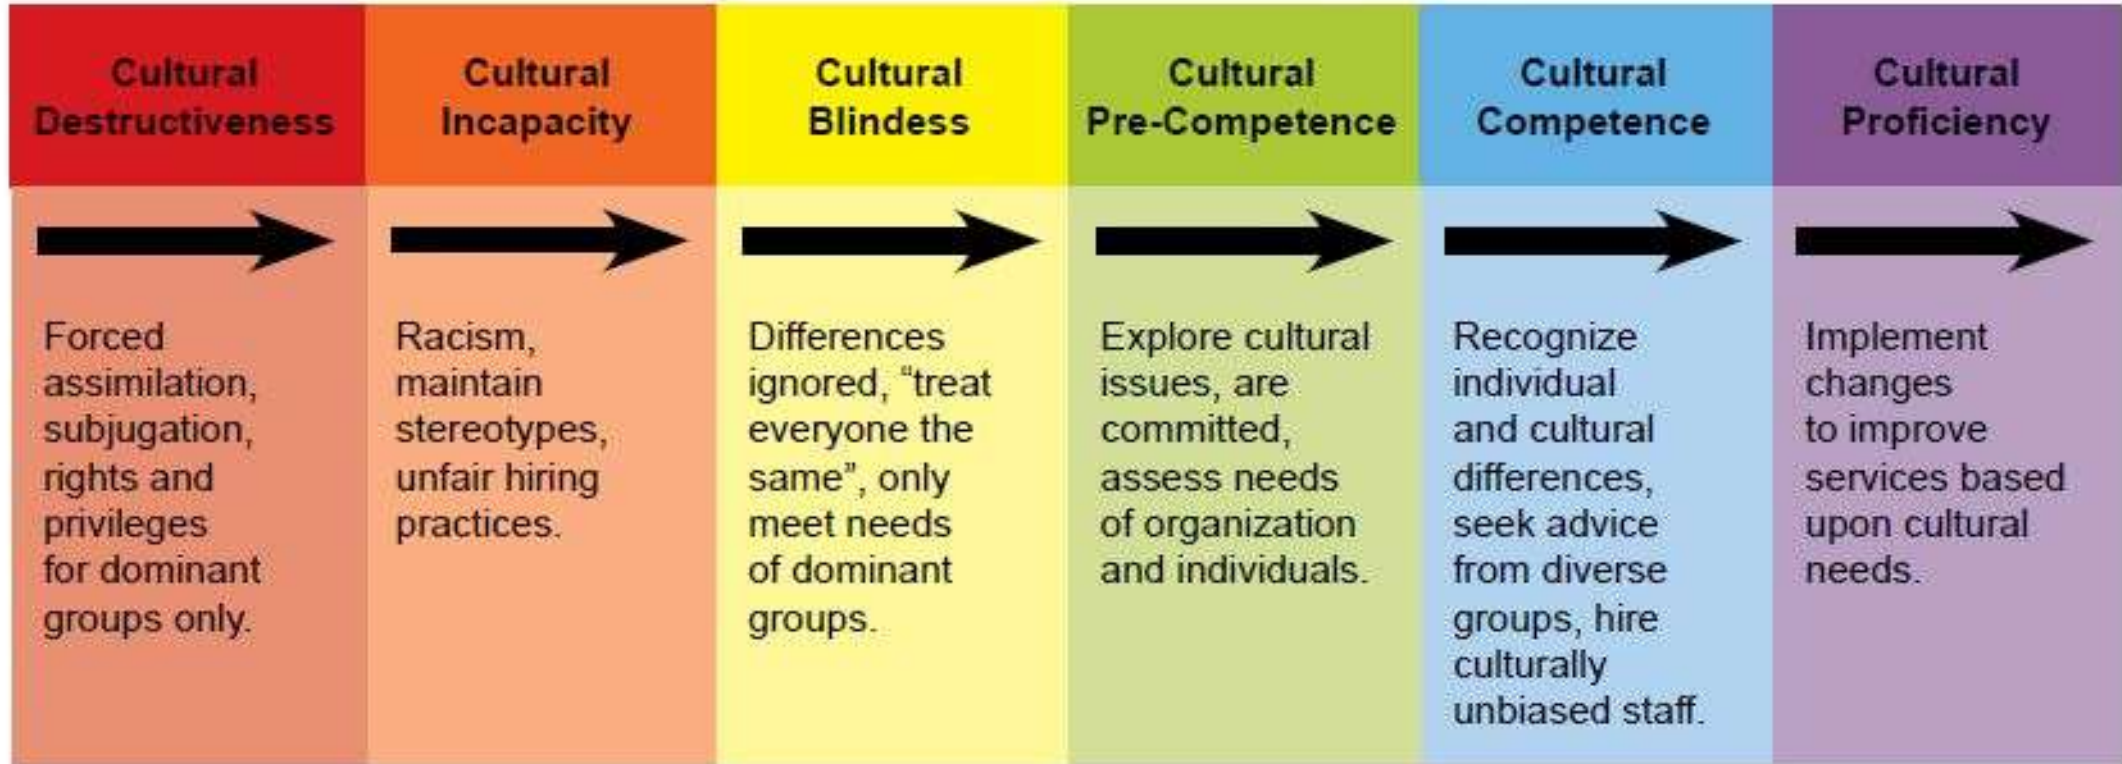 Cultural
Destructiveness
Forced
assimilation,
subjugation,
rights and
privileges
for dominant
groups only.
Cultural
Incapacity
Racism,
maintain
stereotypes,
unfair hiring
practices.
Cultural
Blindess
Differences
ignored, “treat
everyone the
same”, only
meet needs
of dominant
groups.
Cultural
Pre-Competence
Explore cultural
issues, are
committed,
assess needs
of organization
and individuals.
Cultural
Competence
Recognize
individual
and cultural
differences,
seek advice
from diverse
groups, hire
culturally
unbiased staff.
Cultural
Proficiency
Implement
changes
to improve
services based
upon cultural
needs.